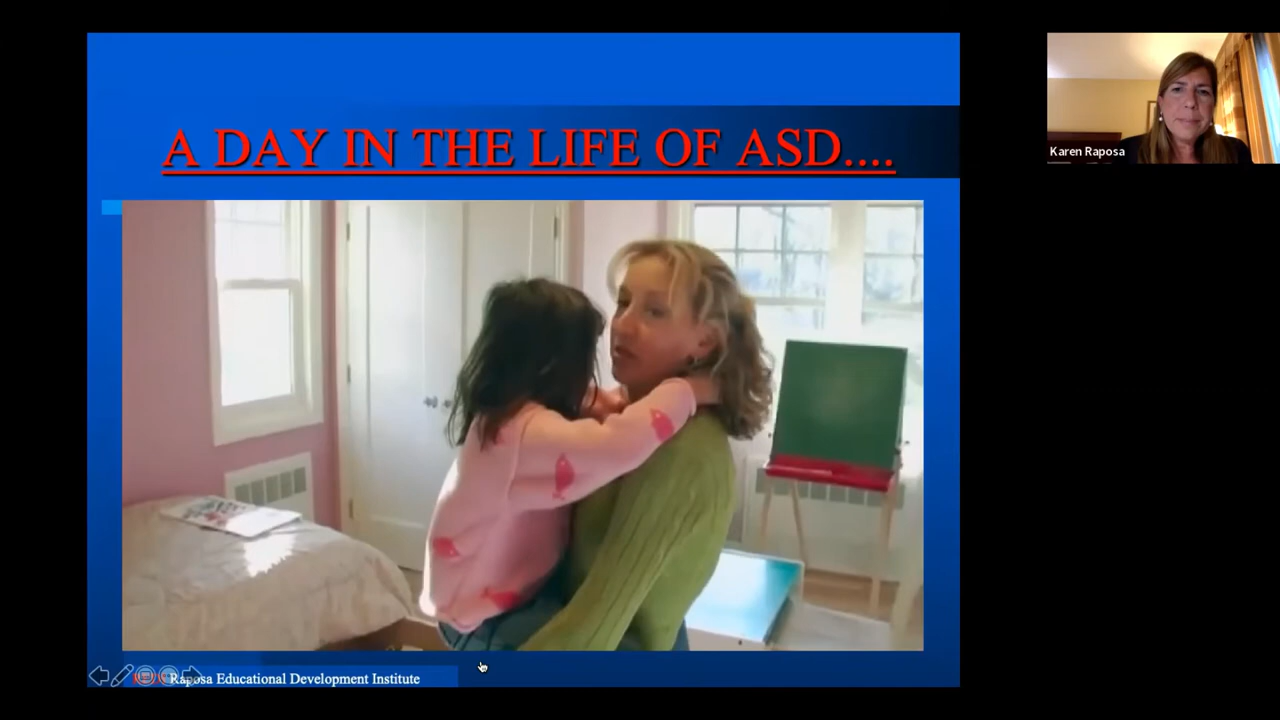 A DAY IN THE LIFE OF ASD....
Karen Raposa
Raposa Educational Development Institute